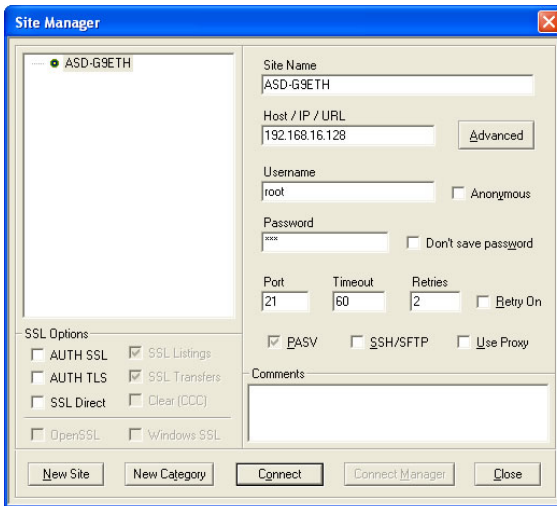 Site Manager
ASD-G9ETH
Site Name
ASD-G9ETH
Host / IP / URL
192.168.16.128
Advanced
Username
root
Anonymous
Password
***
Don't save password
Port Timeout Retries
21 60 2 Retry On
PASV SSH/SFTP Use Proxy
SSL Options
AUTH SSL SSL Listings
AUTH TLS SSL Transfers
SSL Direct Clear (CCC)
OpenSSL Windows SSL
Comments
New Site New Category Connect Connect Manager Close